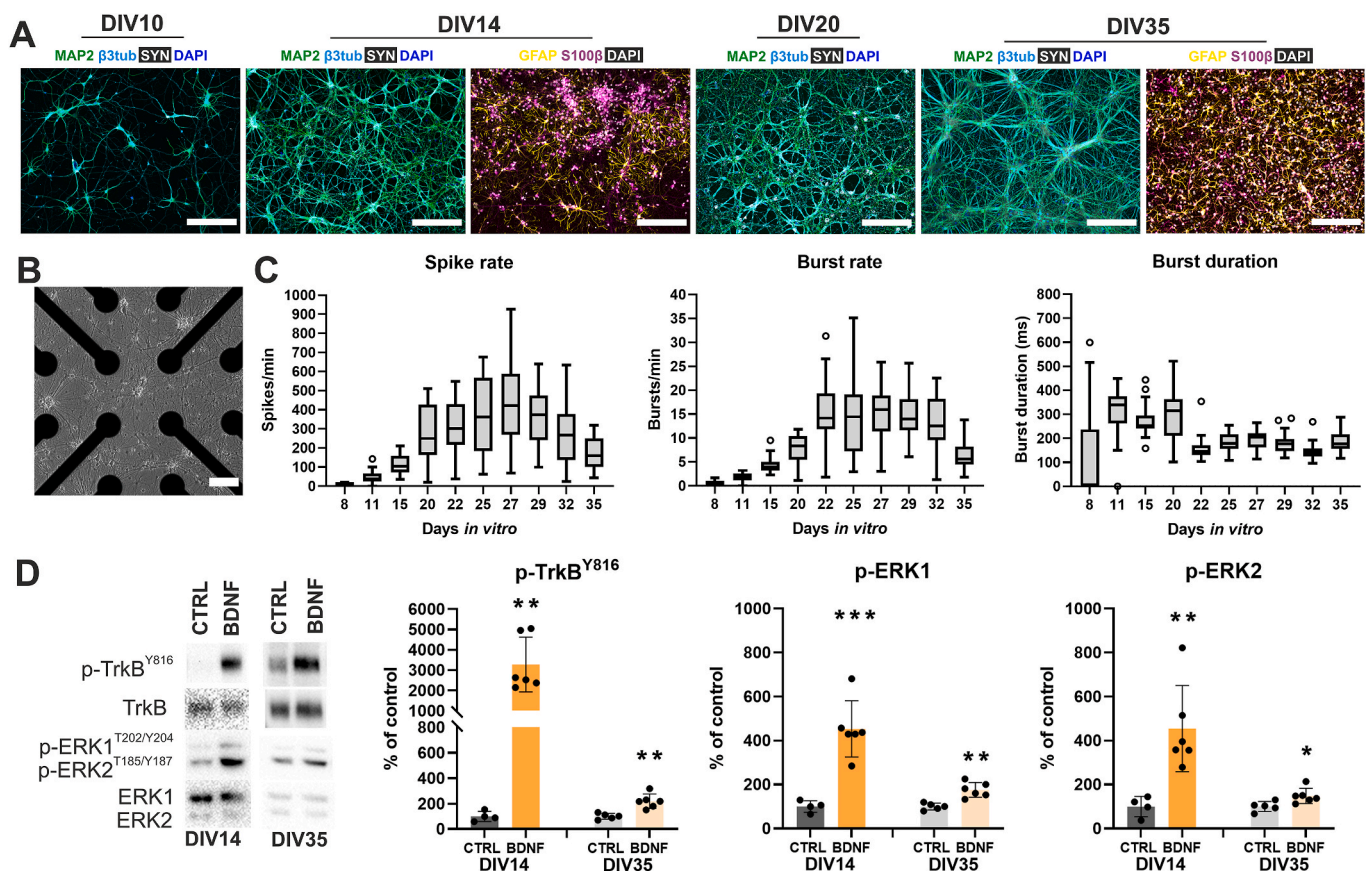 A
DIV10
DIV14
DIV20
DIV35
MAP2 β3tub SYN DAPI
MAP2 β3tub SYN DAPI
GFAP S100β DAPI
MAP2 β3tub SYN DAPI
MAP2 β3tub SYN DAPI
GFAP S100β DAPI
B
C
Spike rate
Spikes/min
1000
900
800
700
600
500
400
300
200
100
0
8 11 15 20 22 25 27 29 32 35
Days in vitro
Burst rate
Bursts/min
40
35
30
25
20
15
10
5
0
8 11 15 20 22 25 27 29 32 35
Days in vitro
Burst duration
Burst duration (ms)
800
700
600
500
400
300
200
100
0
8 11 15 20 22 25 27 29 32 35
Days in vitro
D
CTRL BDNF CTRL BDNF
p-TrkBY816
TrkB
p-ERK1T202/Y204
p-ERK2T185/Y187
ERK1
ERK2
DIV14 DIV35
p-TrkBY816
% of control
6000
5000
4000
3000
2000
1000
800
600
400
200
0
**
**
CTRL BDNF CTRL BDNF
DIV14 DIV35
p-ERK1
% of control
1000
800
600
400
200
0
***
**
CTRL BDNF CTRL BDNF
DIV14 DIV35
p-ERK2
% of control
1000
800
600
400
200
0
**
*
CTRL BDNF CTRL BDNF
DIV14 DIV35